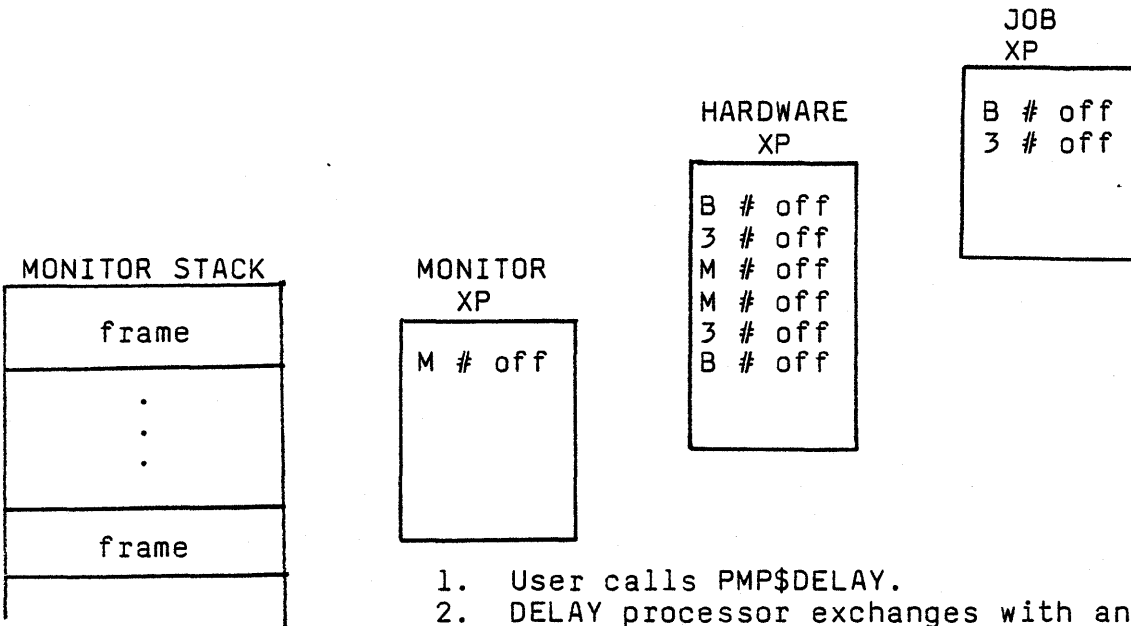 JOB
XP
B # off
3 # off
HARDWARE
XP
B # off
3 # off
M # off
M # off
3 # off
B # off
MONITOR STACK
frame
.
.
.
frame
MONITOR
XP
M # off
1. User calls PMP$DELAY.
2. DELAY processor exchanges with an